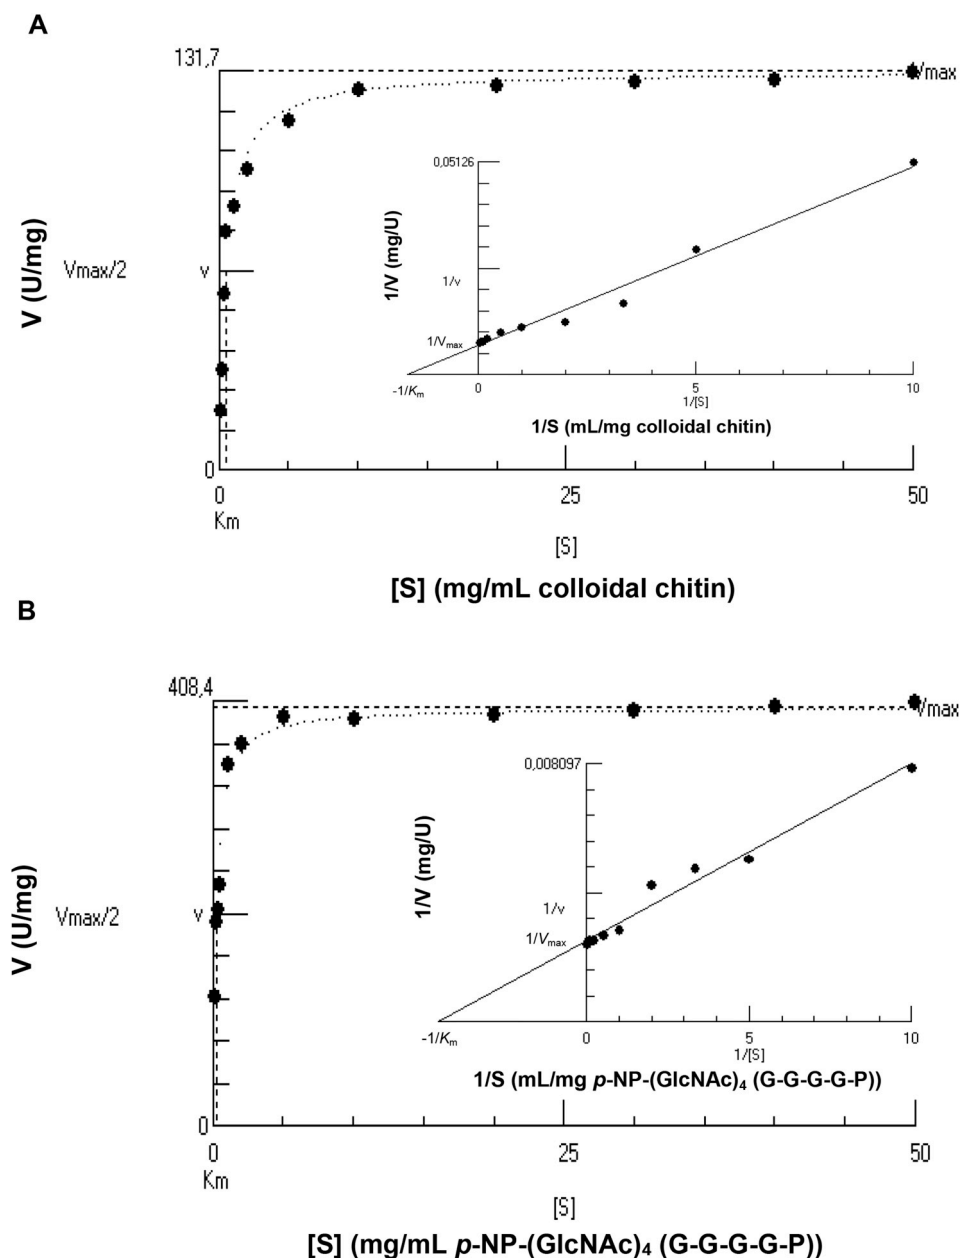 A
131,7
Vmax
V (U/mg)
Vmax/2
v
0
0
25
50
Km
[S]
[S] (mg/mL colloidal chitin)
0,05126
1/V (mg/U)
1/v
1/Vmax
-1/Km
0
5
10
1/[S]
1/S (mL/mg colloidal chitin)
B
408,4
Vmax
V (U/mg)
Vmax/2
v
0
0
25
50
Km
[S]
[S] (mg/mL p-NP-(GlcNAc)4 (G-G-G-G-P))
0,008097
1/V (mg/U)
1/v
1/Vmax
-1/Km
0
5
10
1/[S]
1/S (mL/mg p-NP-(GlcNAc)4 (G-G-G-G-P))